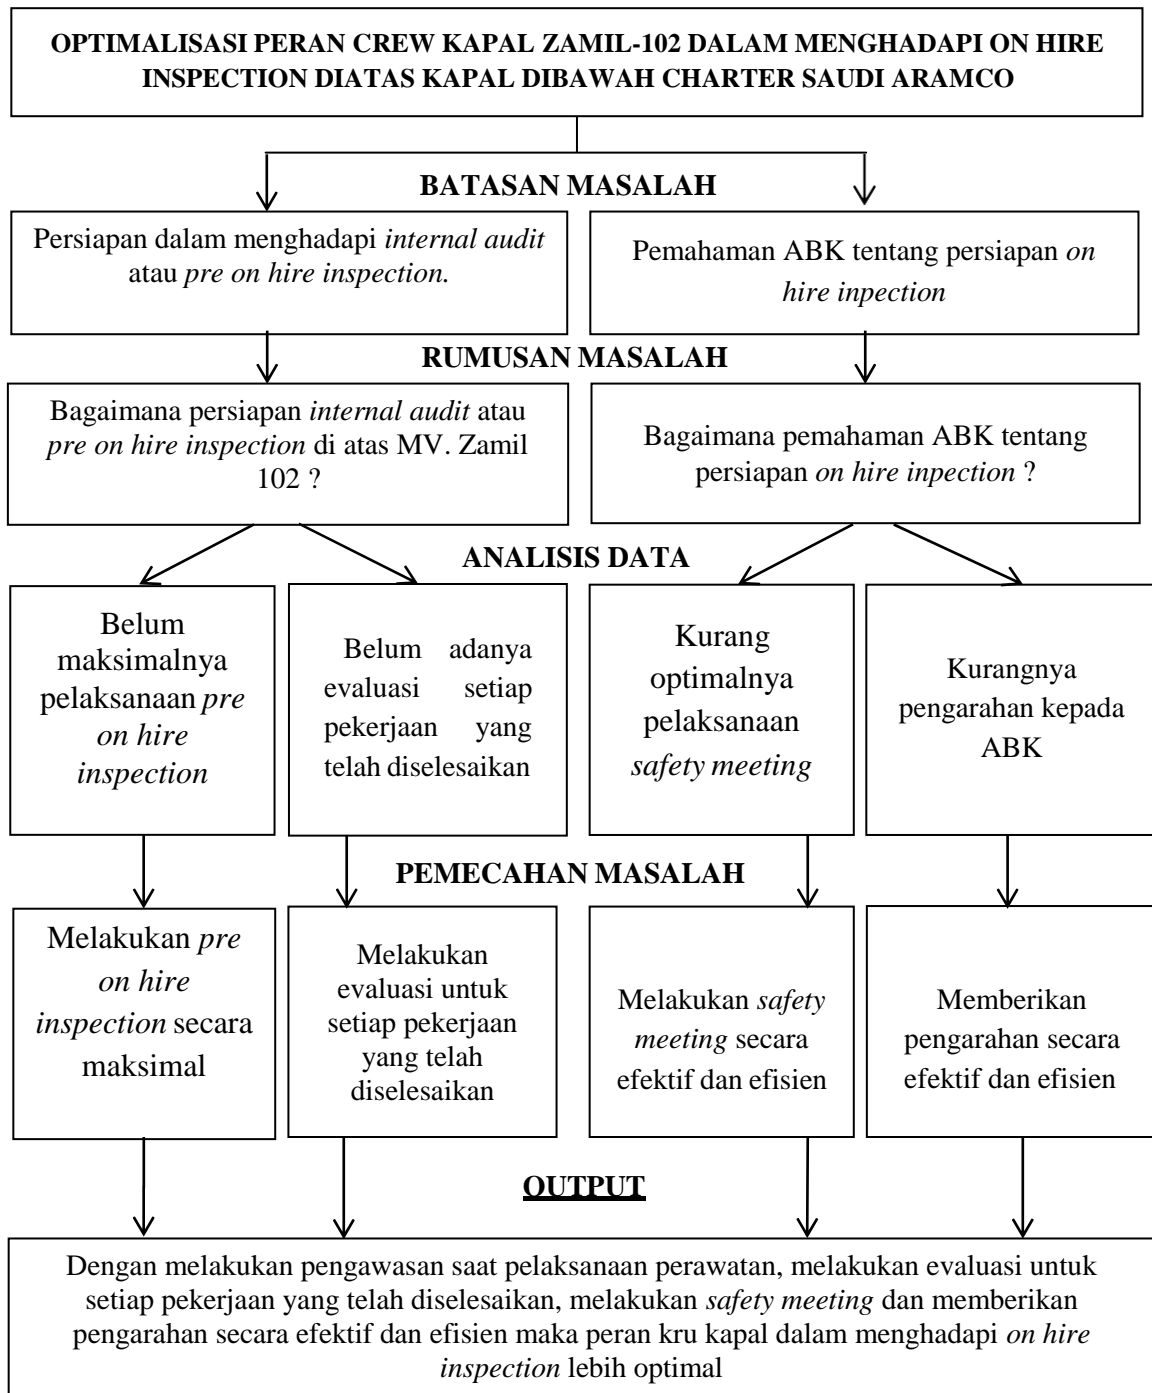 OPTIMALISASI PERAN CREW KAPAL ZAMIL-102 DALAM MENGHADAPI ON HIRE
INSPECTION DIATAS KAPAL DIBAWAH CHARTER SAUDI ARAMCO
BATASAN MASALAH
Persiapan dalam menghadapi internal audit
atau pre on hire inspection.
Pemahaman ABK tentang persiapan on
hire inpection
RUMUSAN MASALAH
Bagaimana persiapan internal audit atau
pre on hire inspection di atas MV. Zamil
102 ?
Bagaimana pemahaman ABK tentang
persiapan on hire inpection ?
ANALISIS DATA
Belum
maksimalnya
pelaksanaan pre
on hire
inspection
Belum adanya
evaluasi setiap
pekerjaan yang
telah diselesaikan
Kurang
optimalnya
pelaksanaan
safety meeting
Kurangnya
pengarahan kepada
ABK
PEMECAHAN MASALAH
Melakukan pre
on hire
inspection secara
maksimal
Melakukan
evaluasi untuk
setiap pekerjaan
yang telah
diselesaikan
Melakukan safety
meeting secara
efektif dan efisien
Memberikan
pengarahan secara
efektif dan efisien
OUTPUT
Dengan melakukan pengawasan saat pelaksanaan perawatan, melakukan evaluasi untuk
setiap pekerjaan yang telah diselesaikan, melakukan safety meeting dan memberikan
pengarahan secara efektif dan efisien maka peran kru kapal dalam menghadapi on hire
inspection lebih optimal